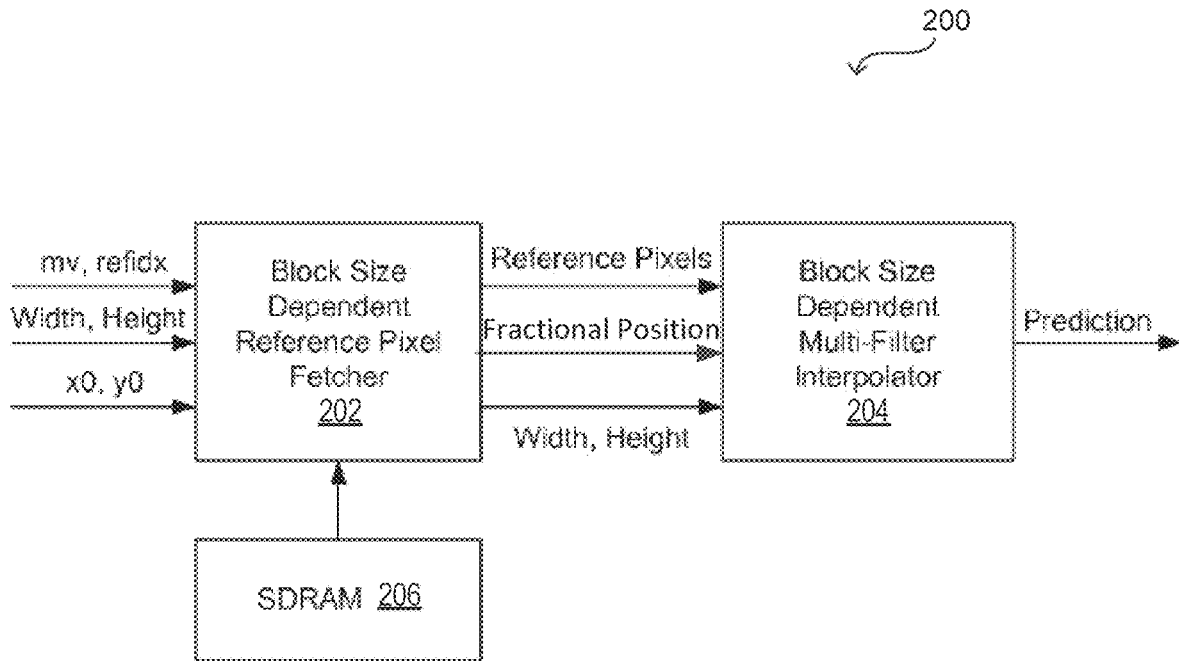 200
mv, refidx
Width, Height
x0, y0
Block Size
Dependent
Reference Pixel
Fetcher
202
Reference Pixels
Fractional Position
Width, Height
Block Size
Dependent
Multi-Filter
Interpolator
204
Prediction
SDRAM 206